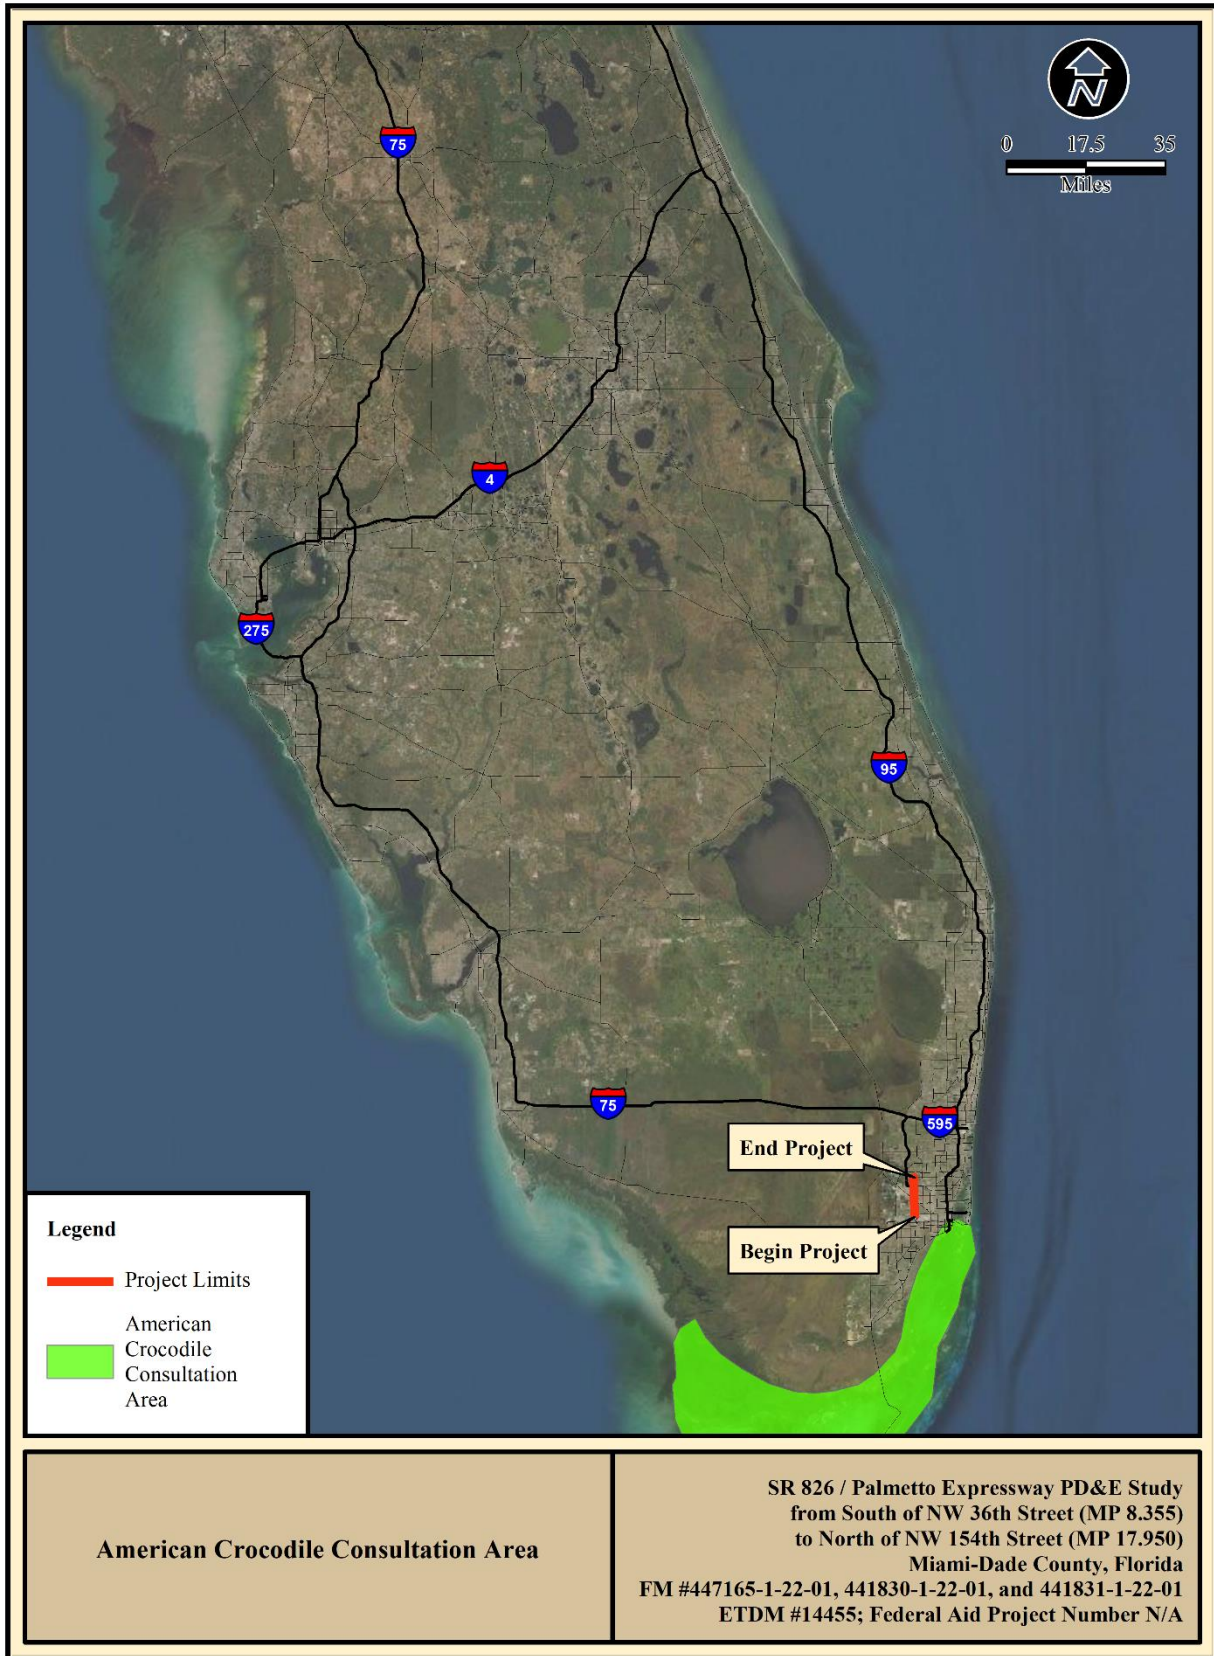 N
0 17.5 35
Miles
75
4
275
95
75
595
End Project
Begin Project
Legend
Project Limits
American
Crocodile
Consultation
Area
American Crocodile Consultation Area
SR 826 / Palmetto Expressway PD&E Study
from South of NW 36th Street (MP 8.355)
to North of NW 154th Street (MP 17.950)
Miami-Dade County, Florida
FM #447165-1-22-01, 441830-1-22-01, and 441831-1-22-01
ETDM #14455; Federal Aid Project Number N/A